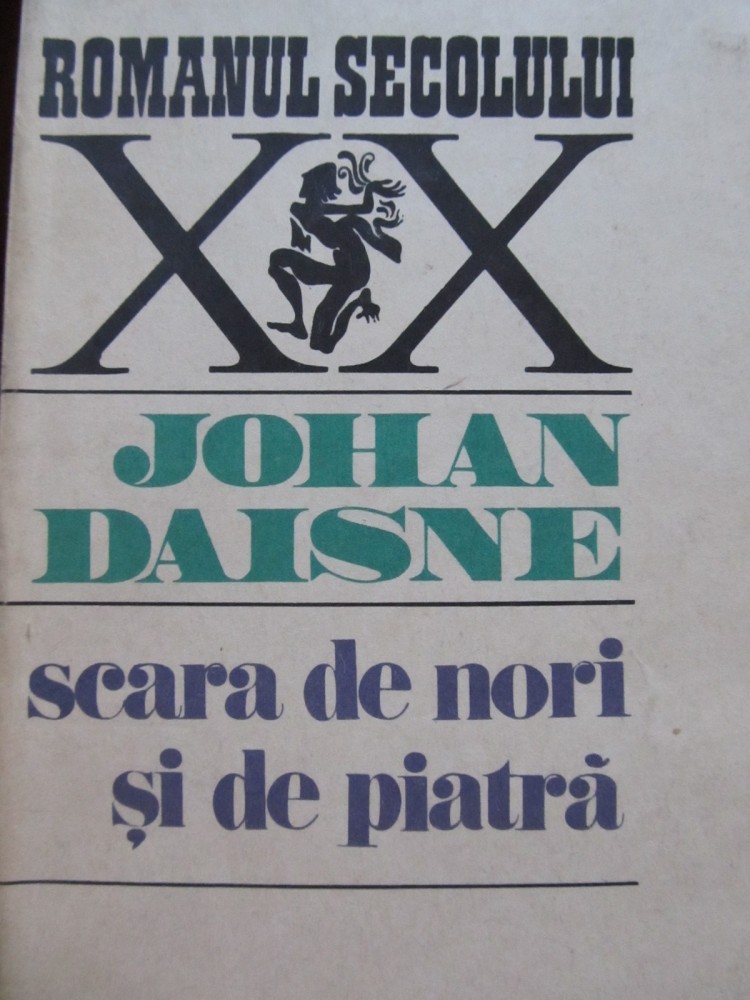 ROMANUL SECOLULUI
XX
JOHAN
DAISNE
scara de nori
și de piatră